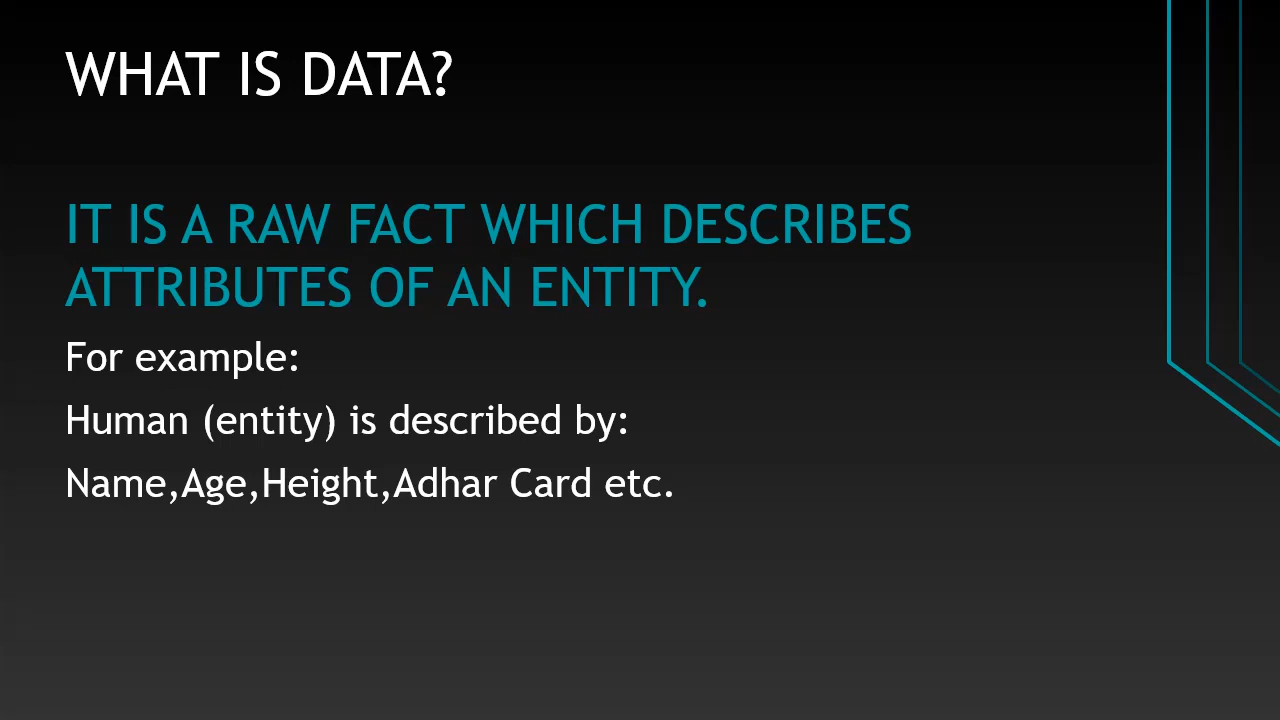 WHAT IS DATA?
IT IS A RAW FACT WHICH DESCRIBES
ATTRIBUTES OF AN ENTITY.
For example:
Human (entity) is described by:
Name,Age,Height,Adhar Card etc.